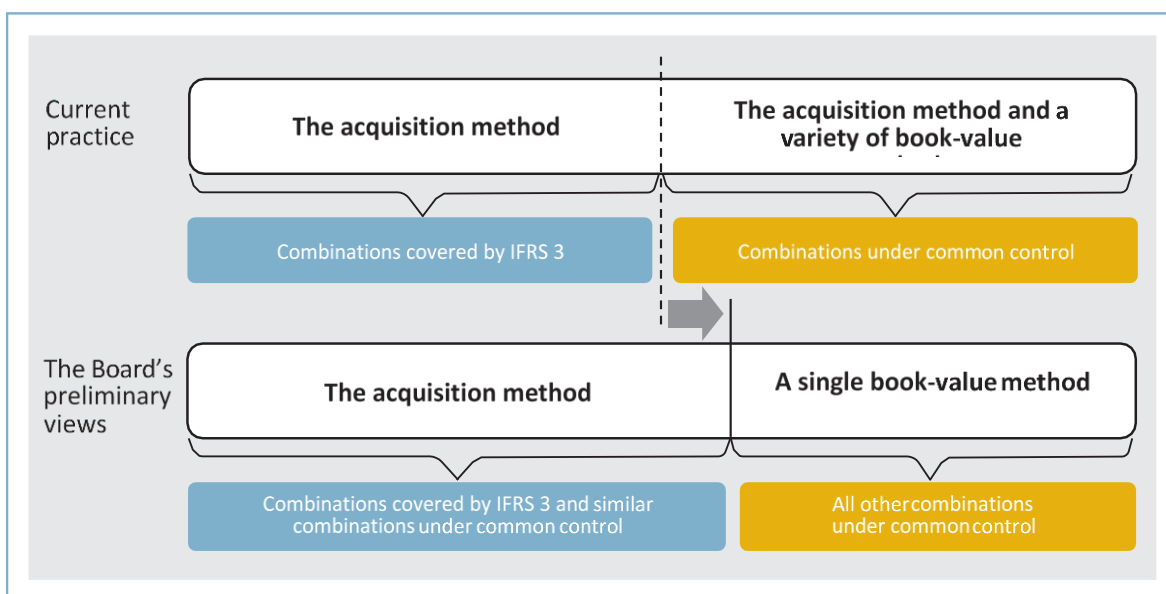 Current
practice
The acquisition method
The acquisition method and a
variety of book-value
Combinations covered by IFRS 3
Combinations under common control
The Board's
preliminary
views
The acquisition method
A single book-value method
Combinations covered by IFRS 3 and similar
combinations under common control
All othercombinations
under common control